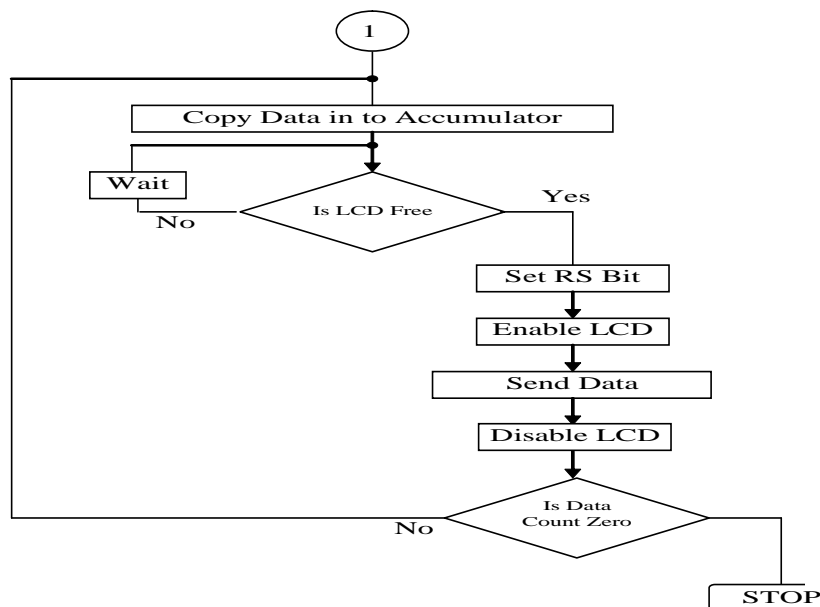 1
Copy Data in to Accumulator
Wait
Is LCD Free
Yes
No
Set RS Bit
Enable LCD
Send Data
Disable LCD
Is Data
Count Zero
No
STOP